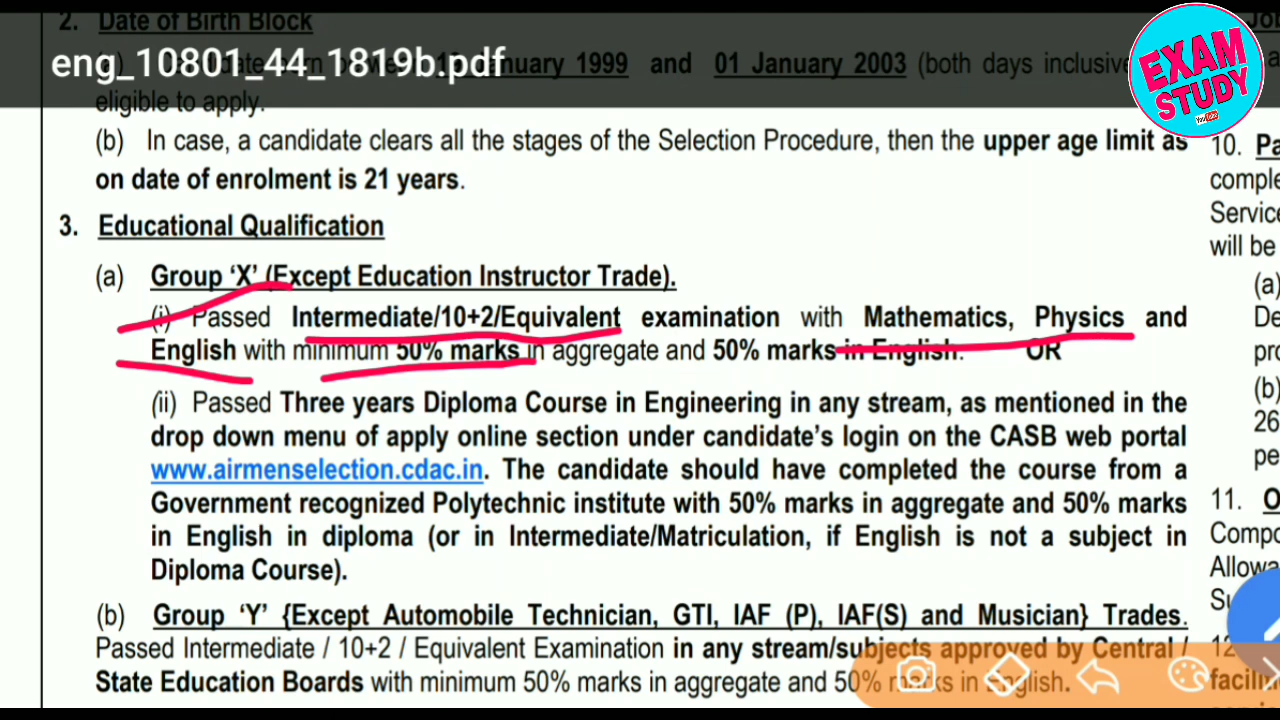 2. Date of Birth Block
eng_10801_44_1819b.pdf
January 1999 and 01 January 2003 (both days inclusive
eligible to apply.
EXAM
STUDY
YouTube
(b) In case, a candidate clears all the stages of the Selection Procedure, then the upper age limit as
on date of enrolment is 21 years.
3. Educational Qualification
(a) Group ‘X’ (Except Education Instructor Trade).
(i) Passed Intermediate/10+2/Equivalent examination with Mathematics, Physics and
English with minimum 50% marks in aggregate and 50% marks in English. OR
(ii) Passed Three years Diploma Course in Engineering in any stream, as mentioned in the
drop down menu of apply online section under candidate’s login on the CASB web portal
www.airmenselection.cdac.in. The candidate should have completed the course from a
Government recognized Polytechnic institute with 50% marks in aggregate and 50% marks
in English in diploma (or in Intermediate/Matriculation, if English is not a subject in
Diploma Course).
(b) Group ‘Y’ {Except Automobile Technician, GTI, IAF (P), IAF(S) and Musician} Trades.
Passed Intermediate / 10+2 / Equivalent Examination in any stream/subjects approved by Central /
State Education Boards with minimum 50% marks in aggregate and 50% marks in English.
10. Pa
comple
Service
will be
(a)
De
pro
(b)
26
pe
11. O
Compo
Allowa
Su
12
facili